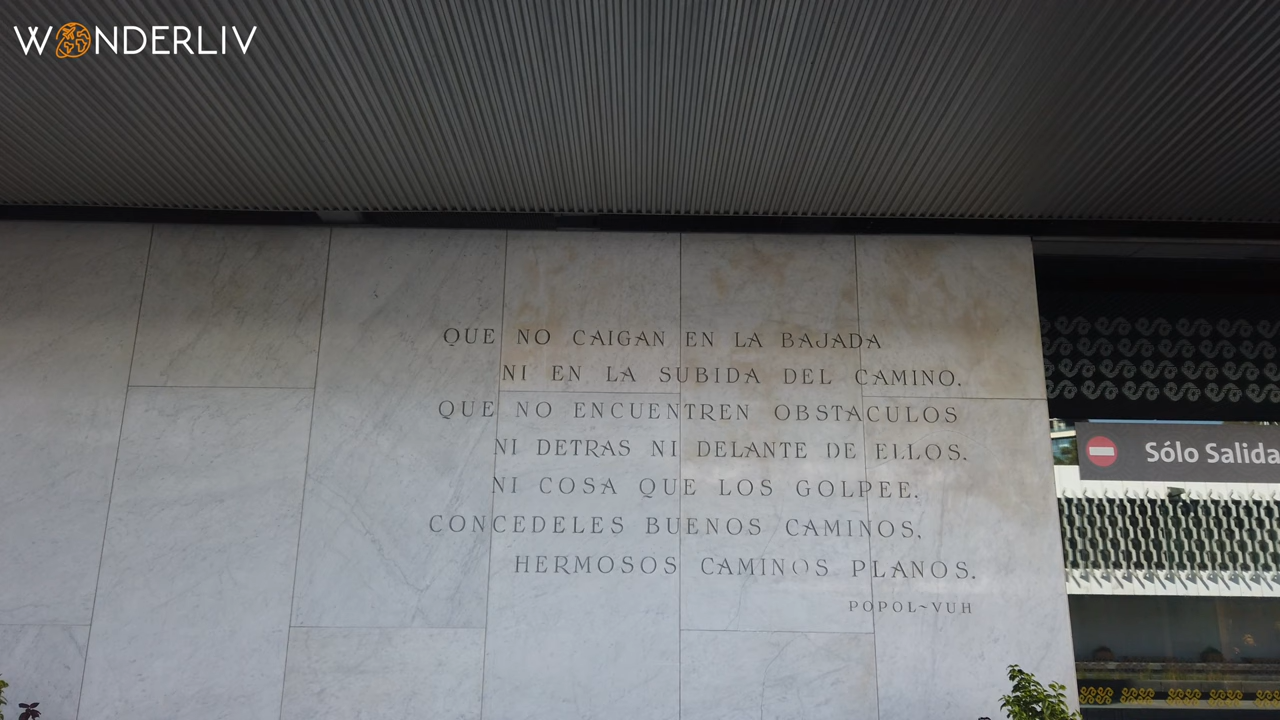 WONDERLIV
QUE NO CAIGAN EN LA BAJADA
NI EN LA SUBIDA DEL CAMINO.
QUE NO ENCUENTREN OBSTACULOS
NI DETRAS NI DELANTE DE ELLOS.
NI COSA QUE LOS GOLPEE.
CONCEDELES BUENOS CAMINOS,
HERMOSOS CAMINOS PLANOS.
POPOL~VUH
Sólo Salida